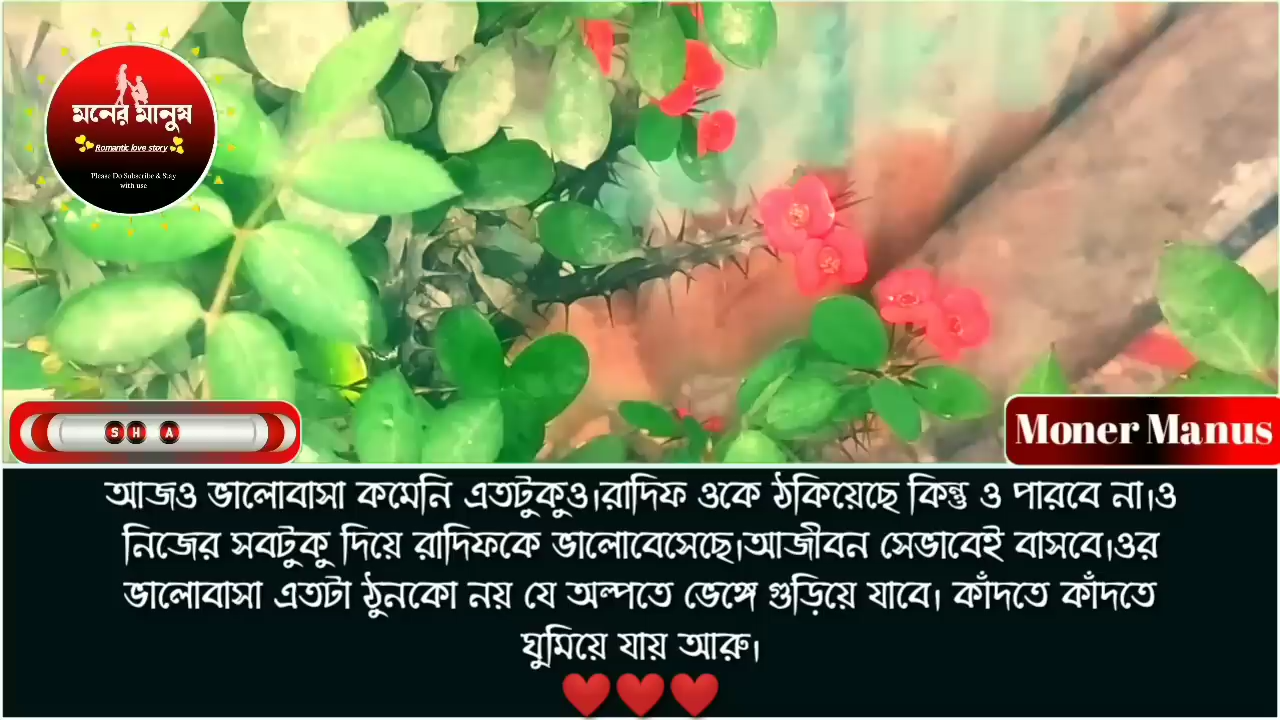 মনের মানুষ
Romantic love story
Please Do Subscribe & Stay
with use
S H A
Moner Manus
আজও ভালোবাসা কমেনি এতটুকুও।রাদিফ ওকে ঠকিয়েছে কিন্তু ও পারবে না।ও
নিজের সবটুকু দিয়ে রাদিফকে ভালোবেসেছে।আজীবন সেভাবেই বাসবে।ওর
ভালোবাসা এতটা ঠুনকো নয় যে অল্পতে ভেঙ্গে গুড়িয়ে যাবে। কাঁদতে কাঁদতে
ঘুমিয়ে যায় আরু।